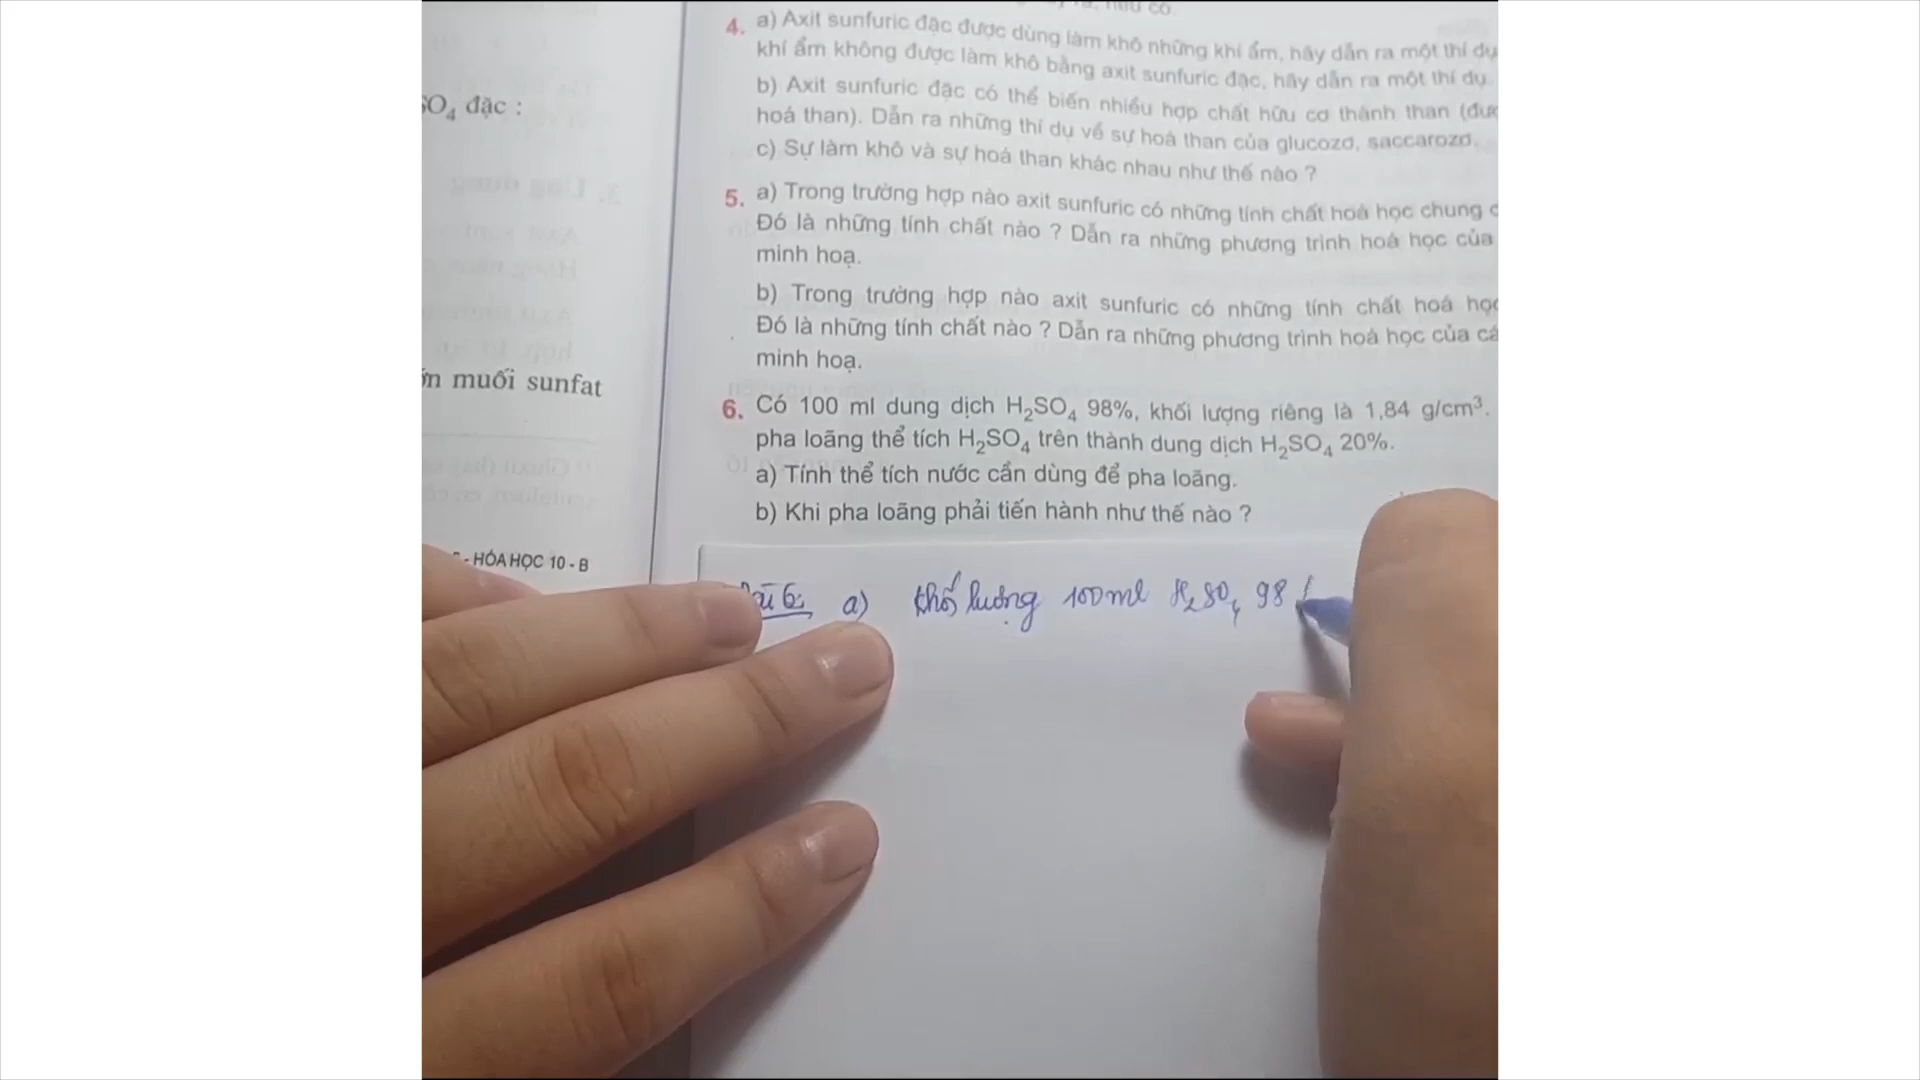 SO₄ đặc :
ớn muối sunfat
- HÓA HỌC 10 - B
4. a) Axit sunfuric đặc được dùng làm khô những khí ẩm, hãy dẫn ra một thí dụ
khí ẩm không được làm khô bằng axit sunfuric đặc, hãy dẫn ra một thí dụ.
b) Axit sunfuric đặc có thể biến nhiều hợp chất hữu cơ thành than (đượ
hoá than). Dẫn ra những thí dụ về sự hoá than của glucozơ, saccarozơ.
c) Sự làm khô và sự hoá than khác nhau như thế nào ?
5. a) Trong trường hợp nào axit sunfuric có những tính chất hoá học chung c
Đó là những tính chất nào ? Dẫn ra những phương trình hoá học của
minh hoạ.
b) Trong trường hợp nào axit sunfuric có những tính chất hoá học
Đó là những tính chất nào ? Dẫn ra những phương trình hoá học của cá
minh hoạ.
6. Có 100 ml dung dịch H₂SO₄ 98%, khối lượng riêng là 1,84 g/cm³.
pha loãng thể tích H₂SO₄ trên thành dung dịch H₂SO₄ 20%.
a) Tính thể tích nước cần dùng để pha loãng.
b) Khi pha loãng phải tiến hành như thế nào ?
6: a) khối lượng 100ml H₂SO₄ 98